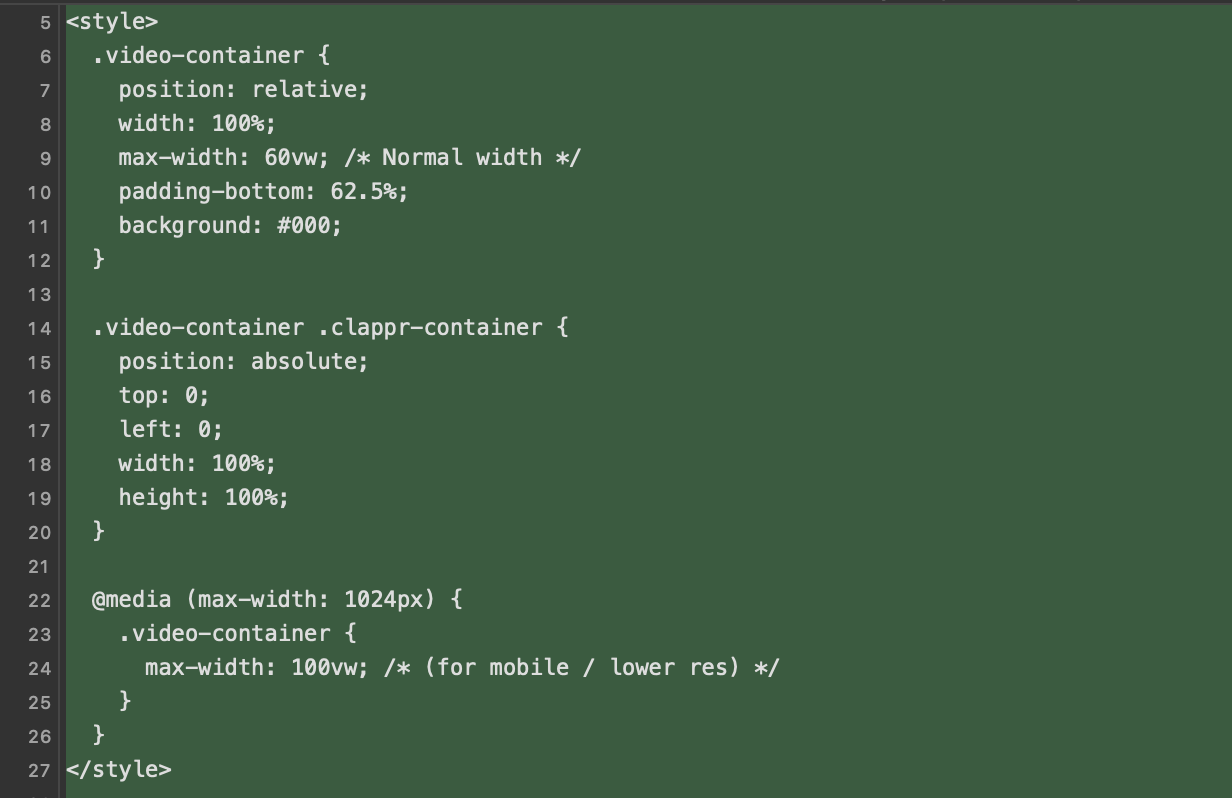 5 <style>
6   .video-container {
7     position: relative;
8     width: 100%;
9     max-width: 60vw; /* Normal width */
10     padding-bottom: 62.5%;
11     background: #000;
12   }
13
14   .video-container .clappr-container {
15     position: absolute;
16     top: 0;
17     left: 0;
18     width: 100%;
19     height: 100%;
20   }
21
22   @media (max-width: 1024px) {
23     .video-container {
24       max-width: 100vw; /* (for mobile / lower res) */
25     }
26   }
27 </style>